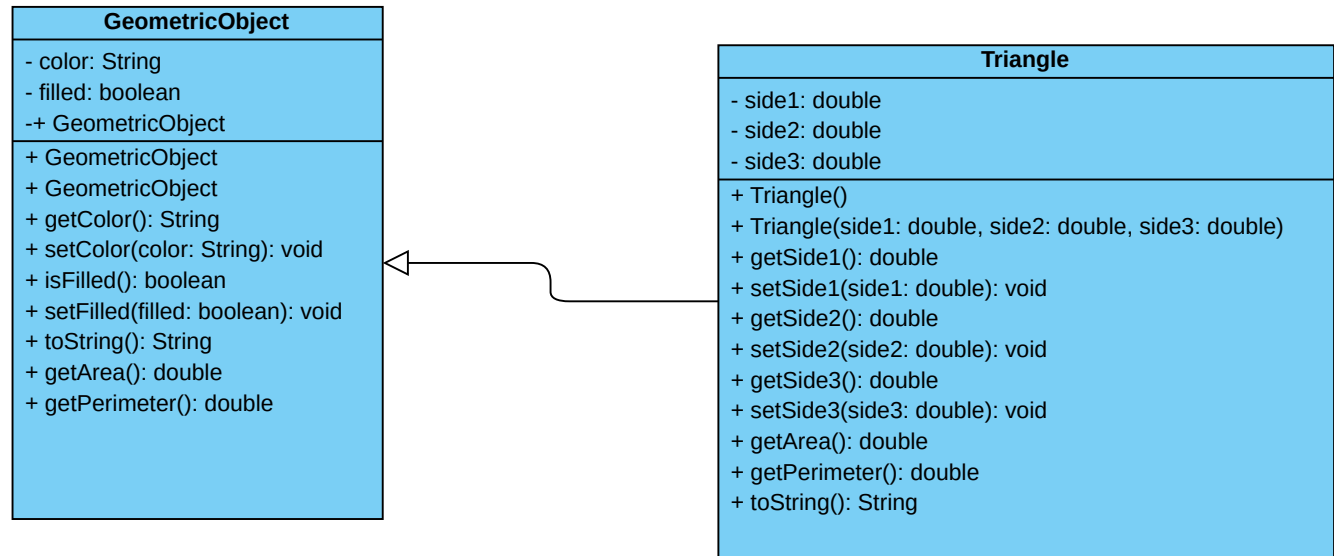 GeometricObject
- color: String
- filled: boolean
-+ GeometricObject
+ GeometricObject
+ GeometricObject
+ getColor(): String
+ setColor(color: String): void
+ isFilled(): boolean
+ setFilled(filled: boolean): void
+ toString(): String
+ getArea(): double
+ getPerimeter(): double
Triangle
- side1: double
- side2: double
- side3: double
+ Triangle()
+ Triangle(side1: double, side2: double, side3: double)
+ getSide1(): double
+ setSide1(side1: double): void
+ getSide2(): double
+ setSide2(side2: double): void
+ getSide3(): double
+ setSide3(side3: double): void
+ getArea(): double
+ getPerimeter(): double
+ toString(): String